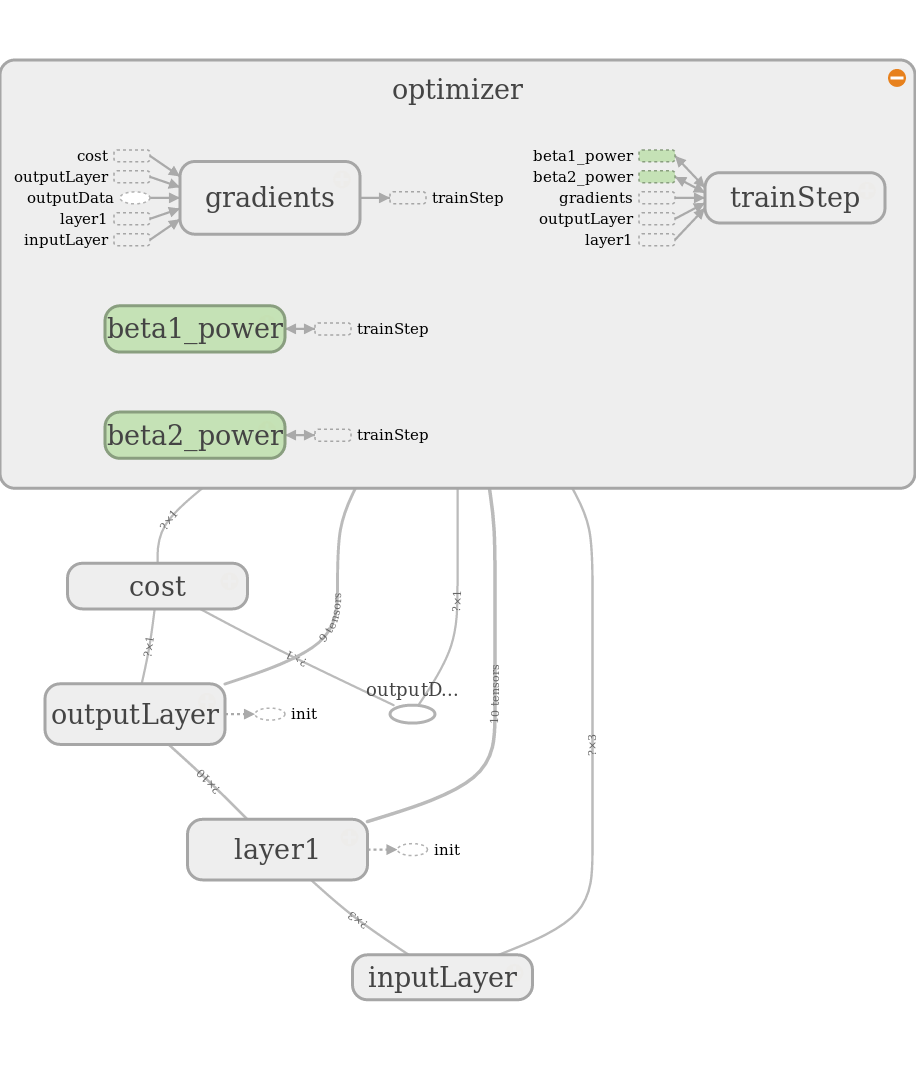 optimizer
cost
outputLayer
outputData
layer1
inputLayer
gradients
trainStep
beta1_power
beta2_power
gradients
outputLayer
layer1
trainStep
beta1_power
trainStep
beta2_power
trainStep
?×1
cost
9 tensors
?×1
?×1
?×1
outputD...
10 tensors
outputLayer
init
?×3
?×10
layer1
init
?×3
inputLayer